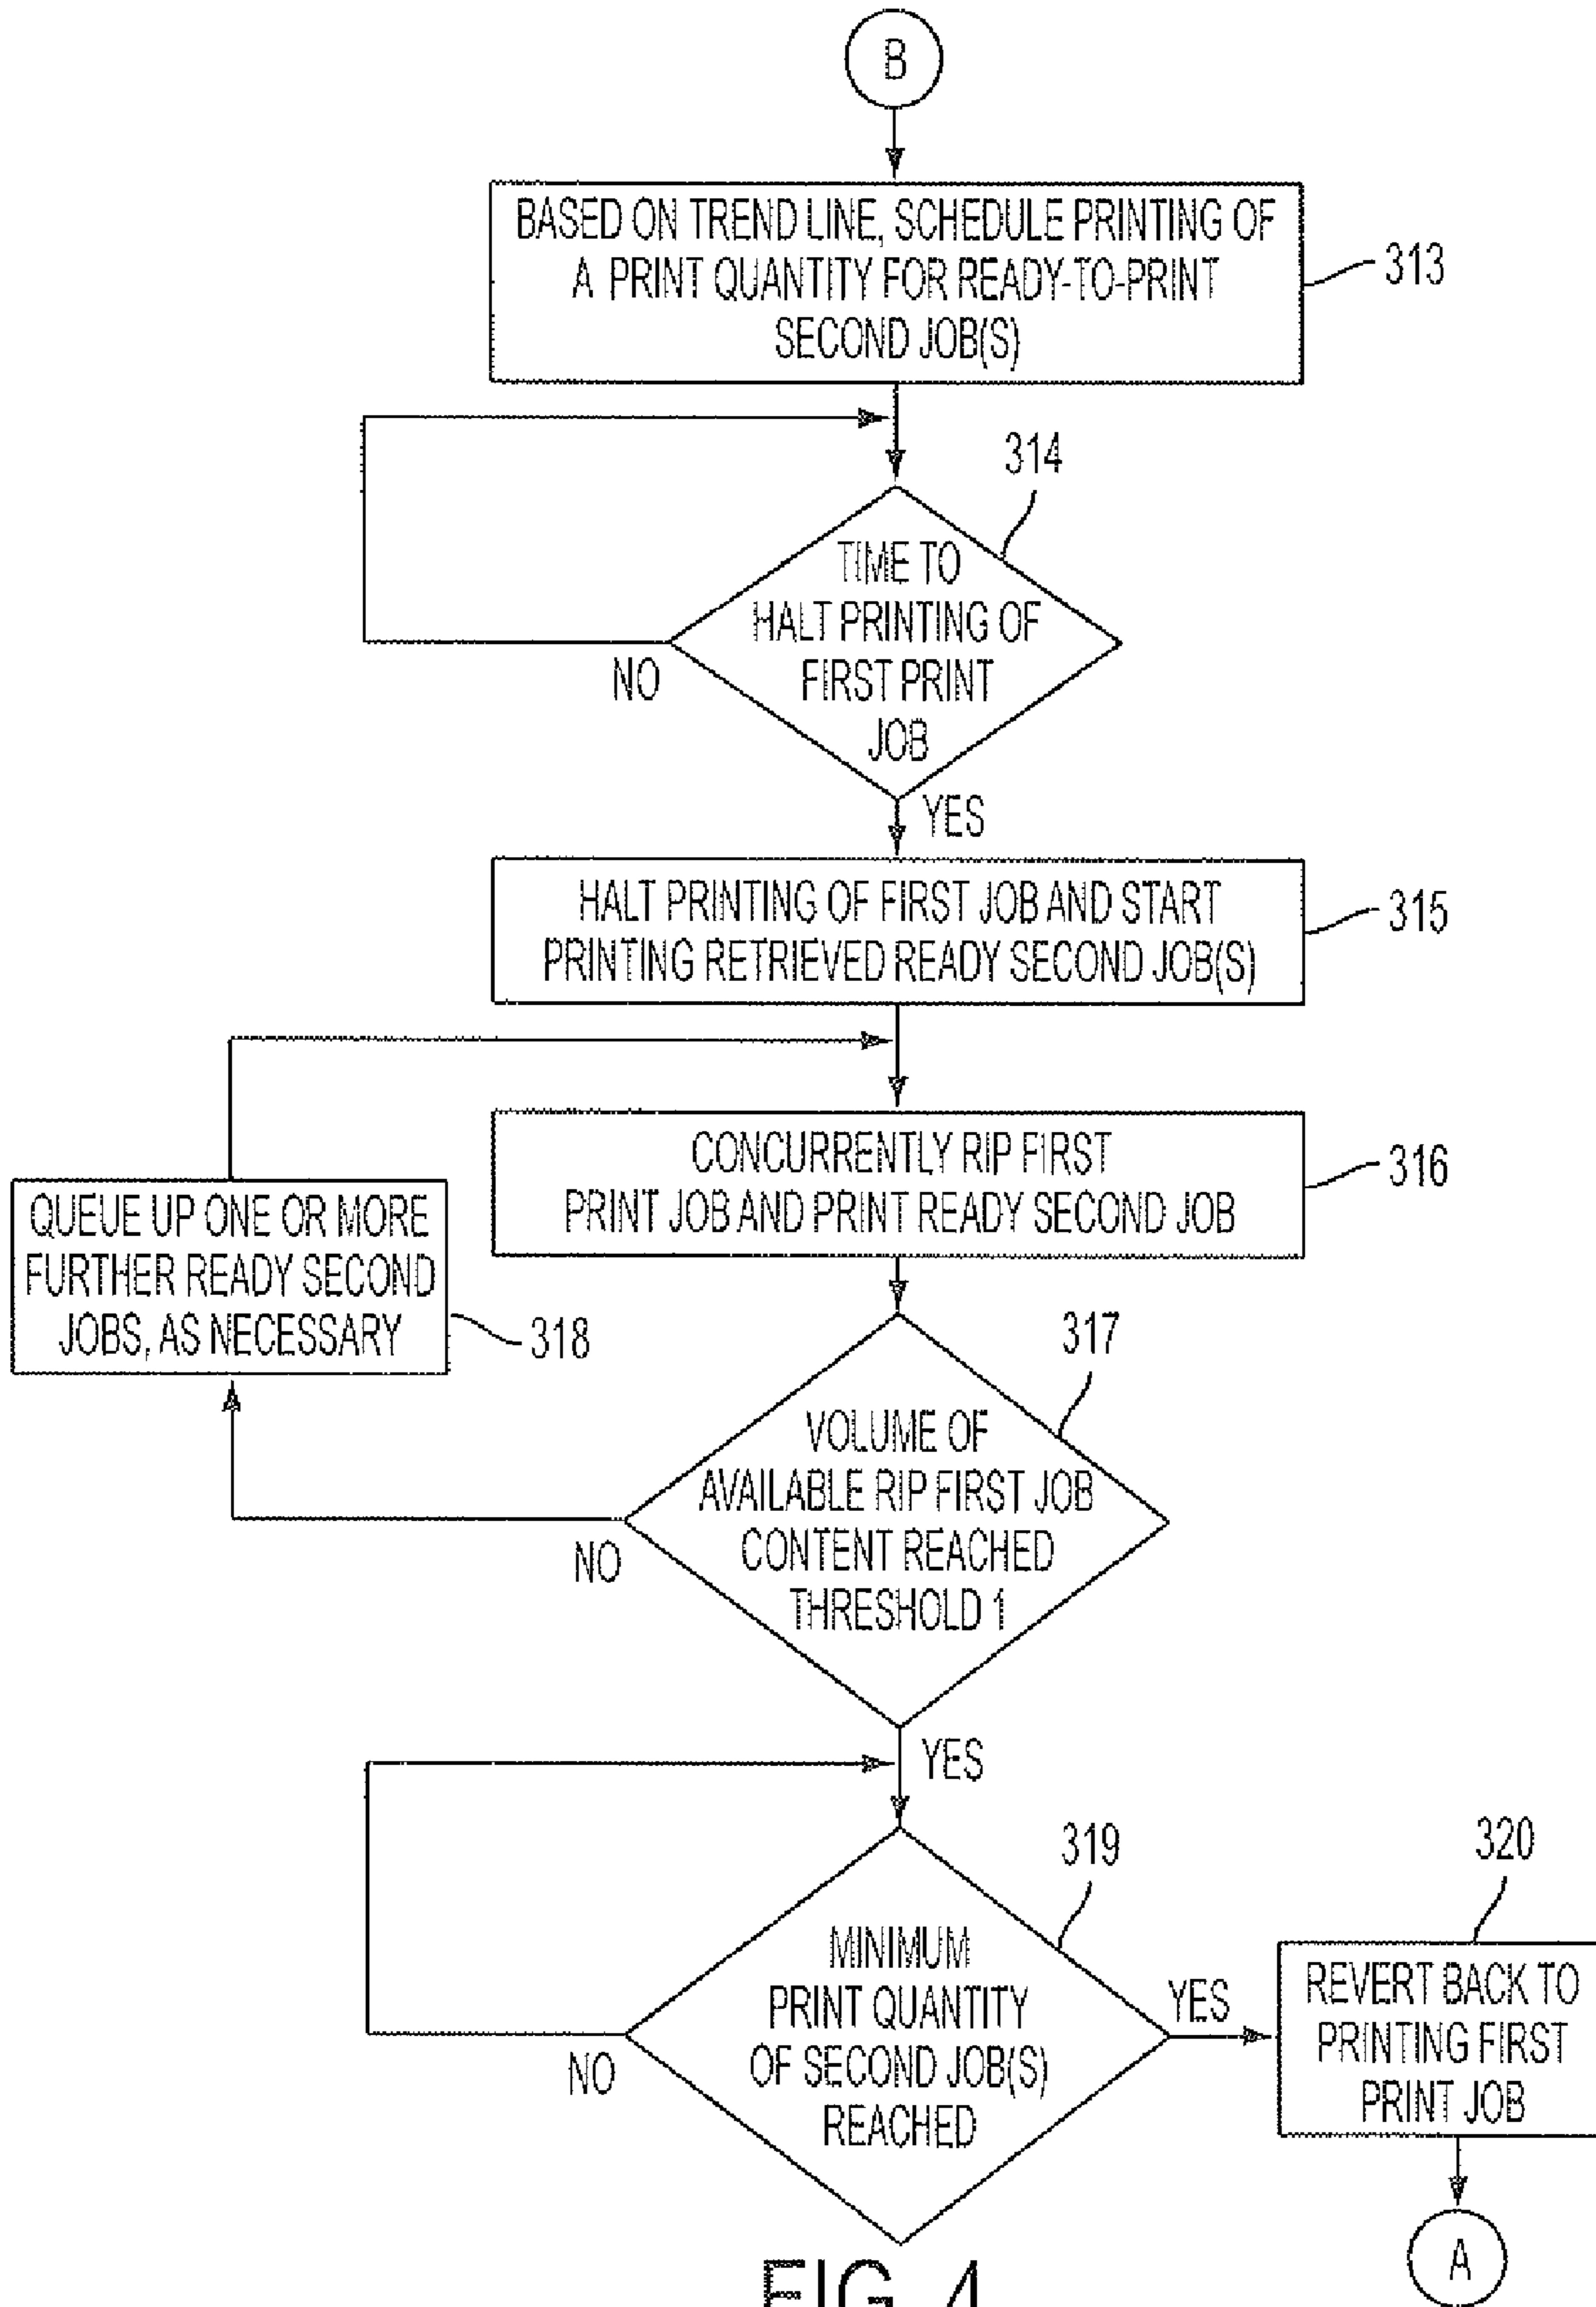 B
BASED ON TREND LINE, SCHEDULE PRINTING OF
A PRINT QUANTITY FOR READY-TO-PRINT
SECOND JOB(S)
313
314
TIME TO
HALT PRINTING OF
FIRST PRINT
JOB
NO
YES
HALT PRINTING OF FIRST JOB AND START
PRINTING RETRIEVED READY SECOND JOB(S)
315
CONCURRENTLY RIP FIRST
PRINT JOB AND PRINT READY SECOND JOB
316
QUEUE UP ONE OR MORE
FURTHER READY SECOND
JOBS, AS NECESSARY
318
317
VOLUME OF
AVAILABLE RIP FIRST JOB
CONTENT REACHED
THRESHOLD 1
NO
YES
319
MINIMUM
PRINT QUANTITY
OF SECOND JOB(S)
REACHED
NO
YES
320
REVERT BACK TO
PRINTING FIRST
PRINT JOB
A
FIG. 4